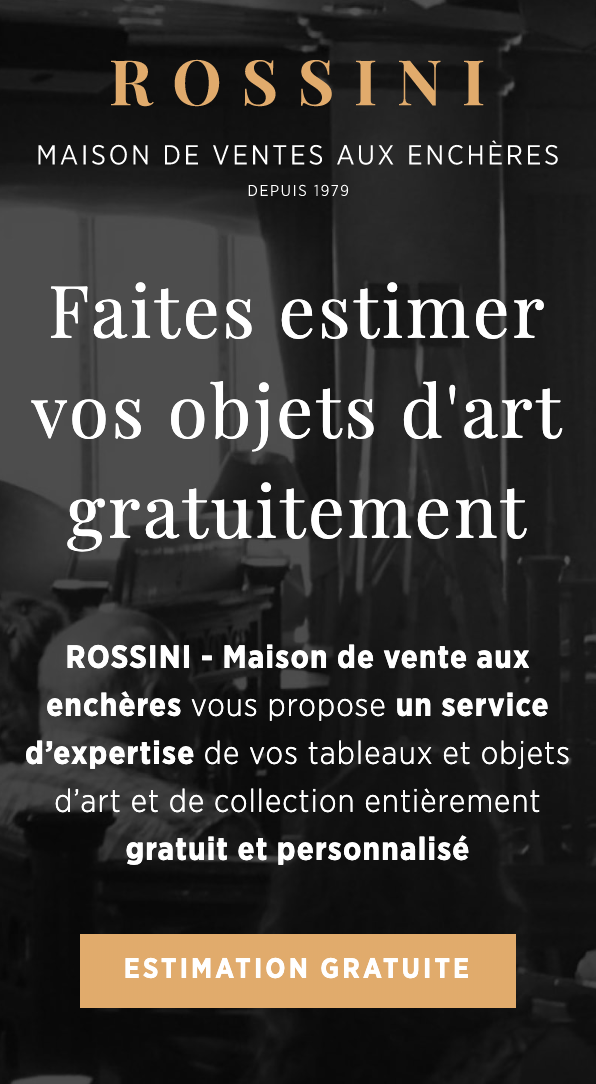 ROSSINI
MAISON DE VENTES AUX ENCHÈRES
DEPUIS 1979
Faites estimer
vos objets d'art
gratuitement
ROSSINI - Maison de vente aux
enchères vous propose un service
d’expertise de vos tableaux et objets
d’art et de collection entièrement
gratuit et personnalisé
ESTIMATION GRATUITE